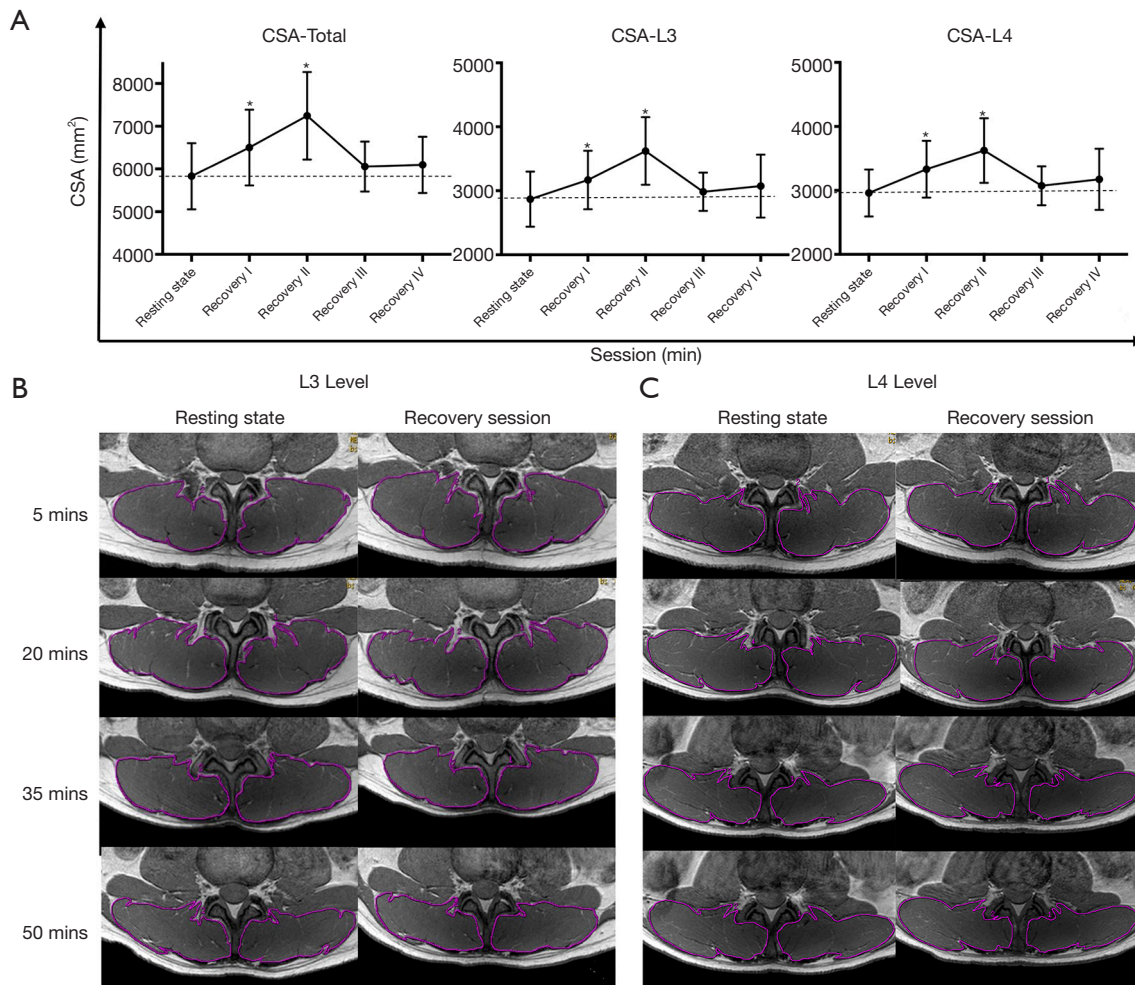 A
CSA-Total
CSA-L3
CSA-L4
CSA (mm²)
8000
7000
6000
5000
4000
*
*
5000
4000
3000
2000
*
*
5000
4000
3000
2000
*
*
Resting state
Recovery I
Recovery II
Recovery III
Recovery IV
Resting state
Recovery I
Recovery II
Recovery III
Recovery IV
Resting state
Recovery I
Recovery II
Recovery III
Recovery IV
Session (min)
B
L3 Level
Resting state
Recovery session
5 mins
20 mins
35 mins
50 mins
C
L4 Level
Resting state
Recovery session